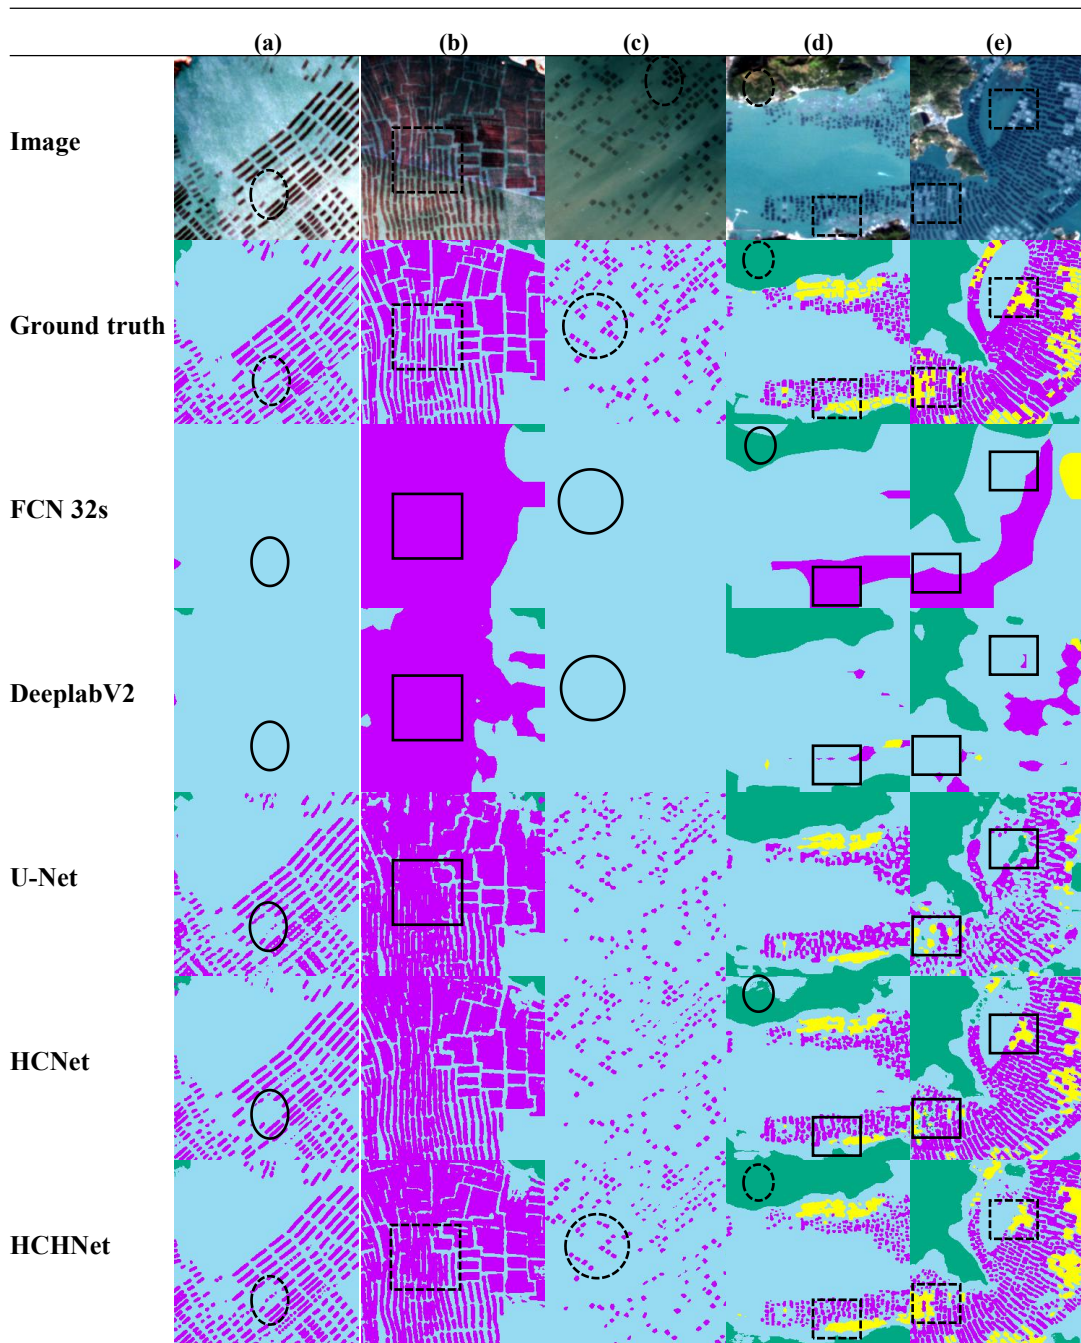 (a) (b) (c) (d) (e)
Image
Ground truth
FCN 32s
DeeplabV2
U-Net
HCNet
HCHNet